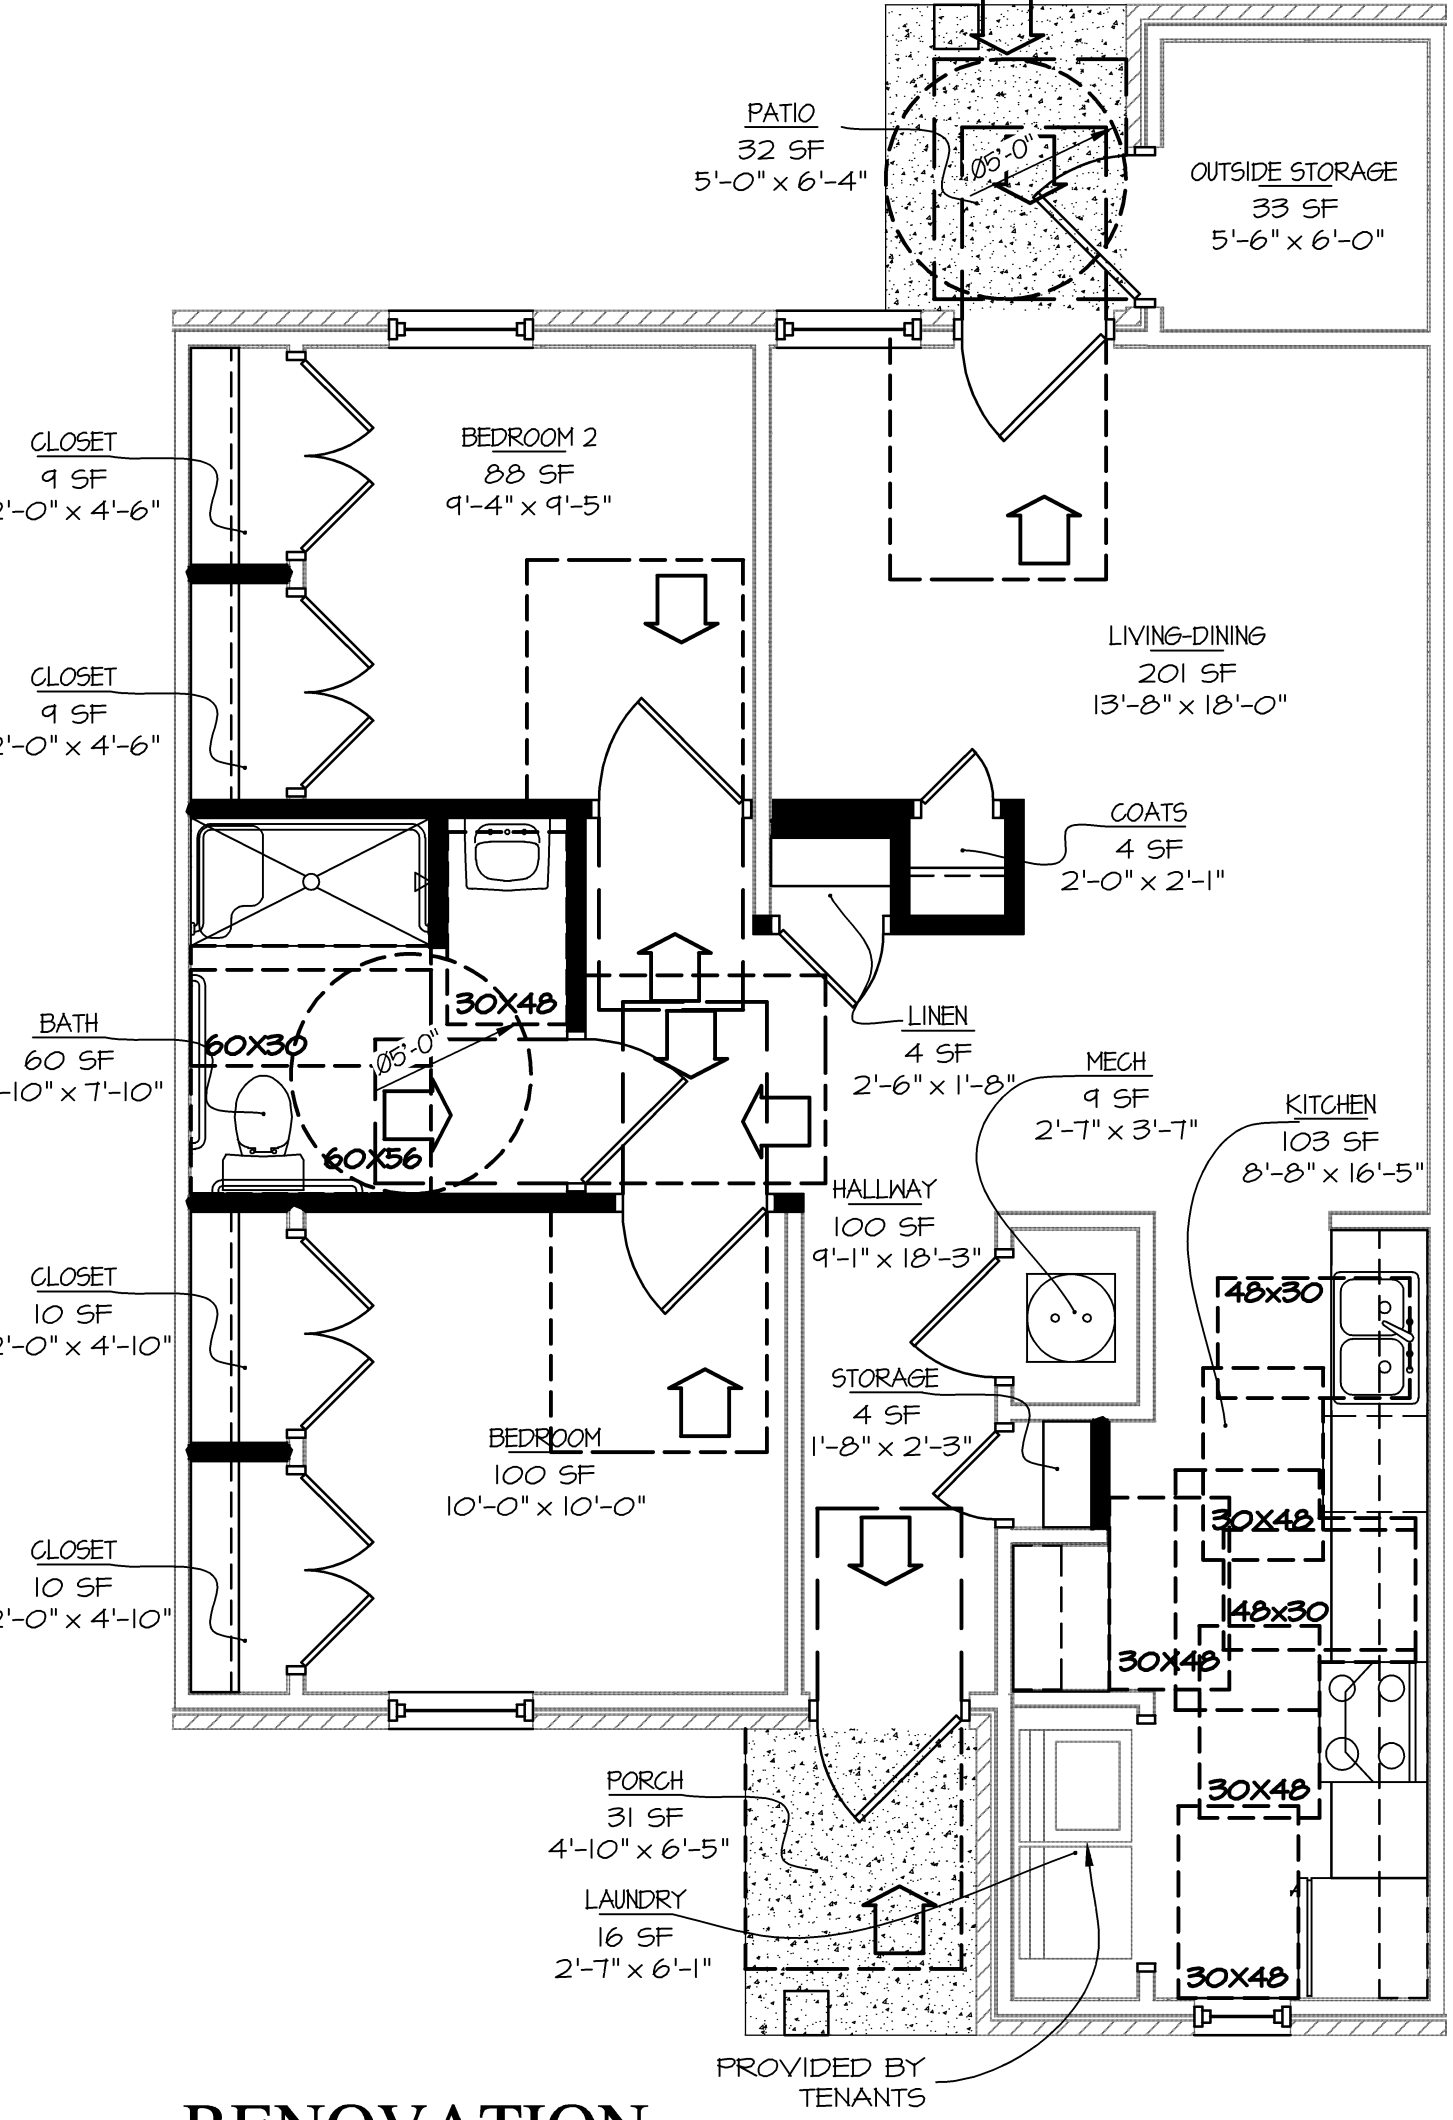 PATIO
32 SF
5'-0" x 6'-4"
Ø5'-0"
OUTSIDE STORAGE
33 SF
5'-6" x 6'-0"
CLOSET
9 SF
2'-0" x 4'-6"
BEDROOM 2
88 SF
9'-4" x 9'-5"
CLOSET
9 SF
2'-0" x 4'-6"
LIVING-DINING
201 SF
13'-8" x 18'-0"
COATS
4 SF
2'-0" x 2'-1"
30X48
LINEN
4 SF
2'-6" x 1'-8"
BATH
60 SF
-10" x 7'-10"
60X30
Ø5'-0"
60X56
MECH
9 SF
2'-7" x 3'-7"
KITCHEN
103 SF
8'-8" x 16'-5"
HALLWAY
100 SF
9'-1" x 18'-3"
CLOSET
10 SF
2'-0" x 4'-10"
48x30
STORAGE
4 SF
1'-8" x 2'-3"
BEDROOM
100 SF
10'-0" x 10'-0"
30X48
CLOSET
10 SF
2'-0" x 4'-10"
48x30
30X48
30X48
PORCH
31 SF
4'-10" x 6'-5"
LAUNDRY
16 SF
2'-7" x 6'-1"
30X48
PROVIDED BY
TENANTS
RENOVATION